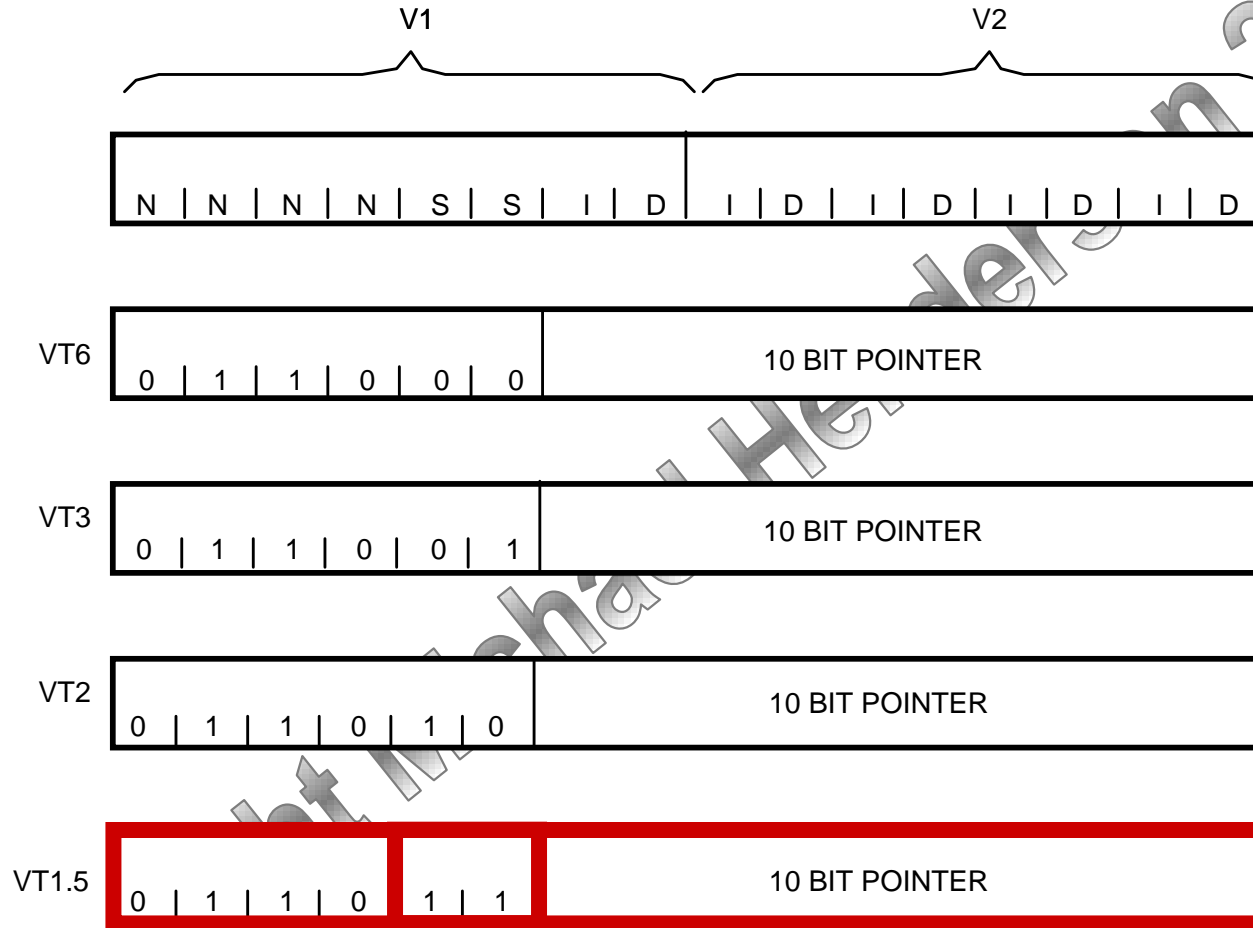 V1 V2
N | N | N | N | S | S | I | D | I | D | I | D | I | D | I | D
VT6 0 | 1 | 1 | 0 | 0 | 0 10 BIT POINTER
VT3 0 | 1 | 1 | 0 | 0 | 1 10 BIT POINTER
VT2 0 | 1 | 1 | 0 | 1 | 0 10 BIT POINTER
VT1.5 0 | 1 | 1 | 0 1 | 1 10 BIT POINTER